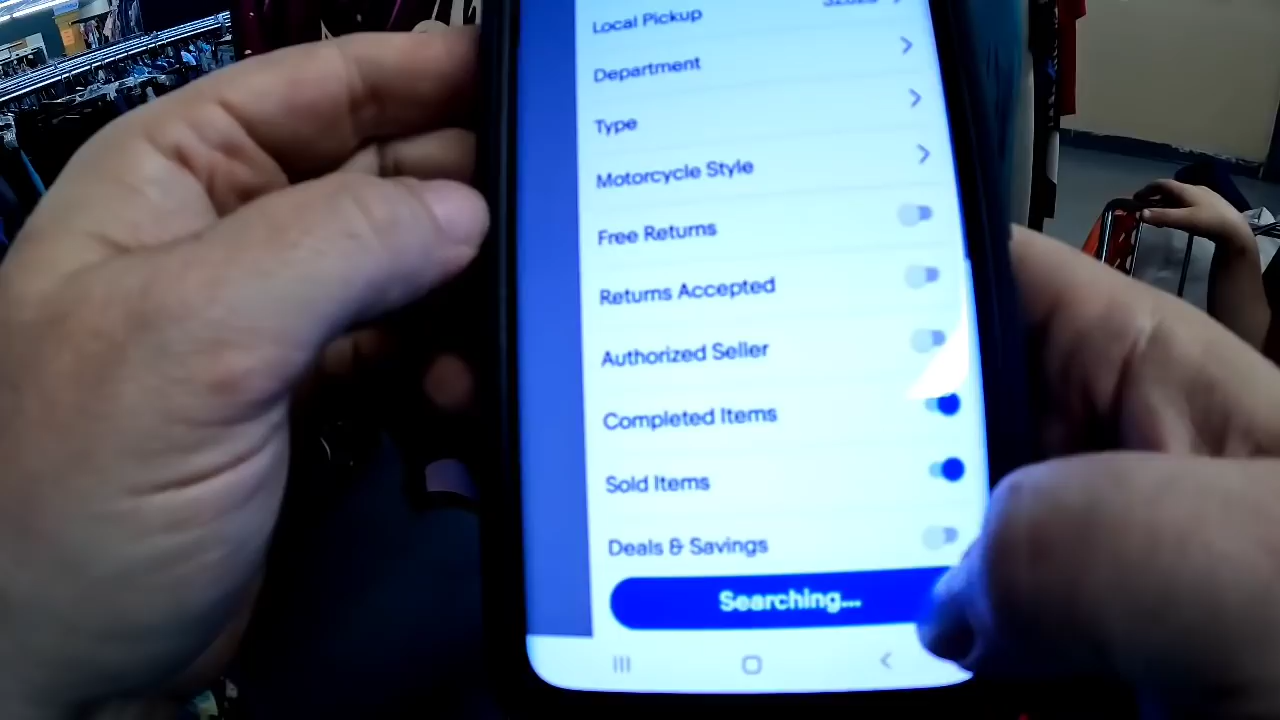 Local Pickup
Department
Type
Motorcycle Style
Free Returns
Returns Accepted
Authorized Seller
Completed Items
Sold Items
Deals & Savings
Searching...